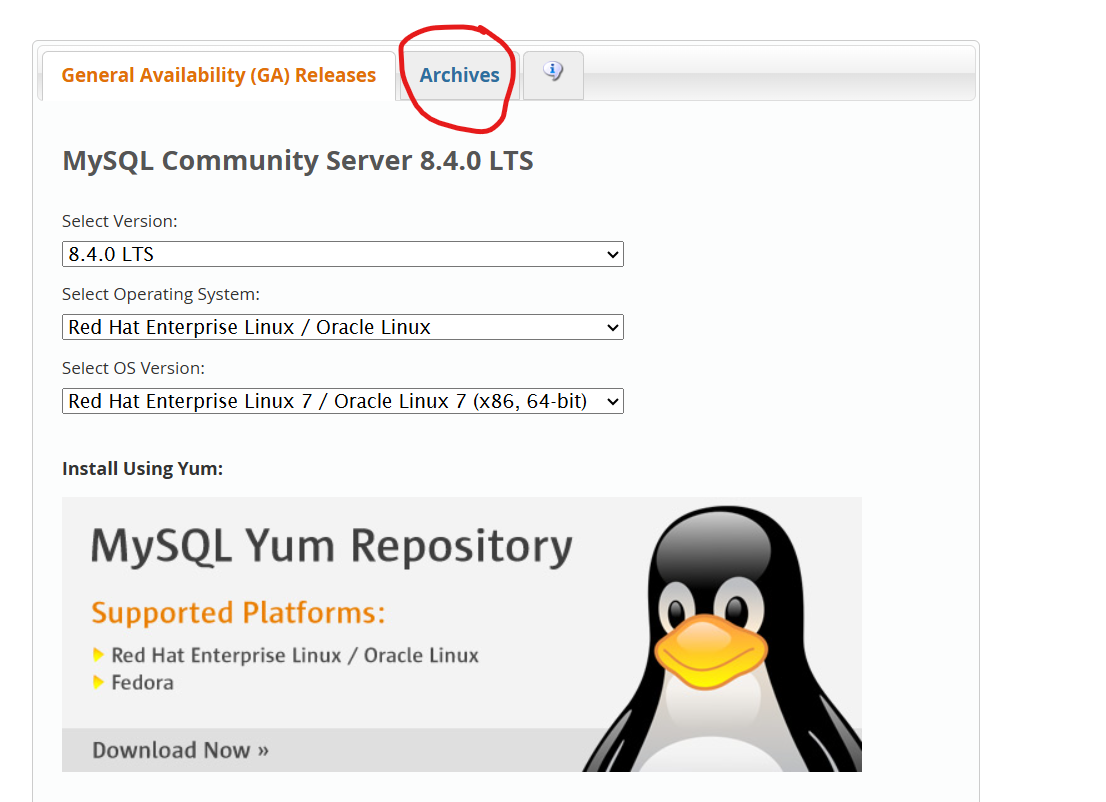 General Availability (GA) Releases
Archives
MySQL Community Server 8.4.0 LTS
Select Version:
8.4.0 LTS
Select Operating System:
Red Hat Enterprise Linux / Oracle Linux
Select OS Version:
Red Hat Enterprise Linux 7 / Oracle Linux 7 (x86, 64-bit)
Install Using Yum:
MySQL Yum Repository
Supported Platforms:
Red Hat Enterprise Linux / Oracle Linux
Fedora
Download Now »